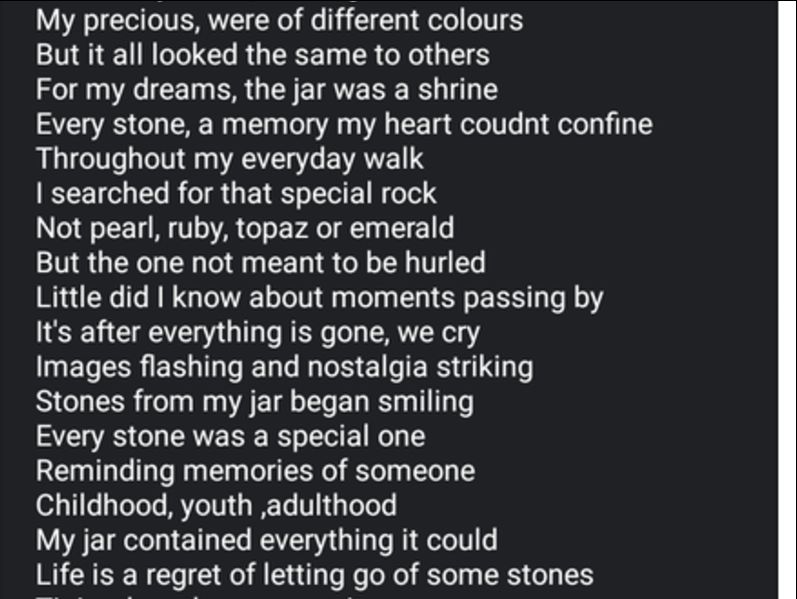 My precious, were of different colours
But it all looked the same to others
For my dreams, the jar was a shrine
Every stone, a memory my heart coudnt confine
Throughout my everyday walk
I searched for that special rock
Not pearl, ruby, topaz or emerald
But the one not meant to be hurled
Little did I know about moments passing by
It's after everything is gone, we cry
Images flashing and nostalgia striking
Stones from my jar began smiling
Every stone was a special one
Reminding memories of someone
Childhood, youth ,adulthood
My jar contained everything it could
Life is a regret of letting go of some stones